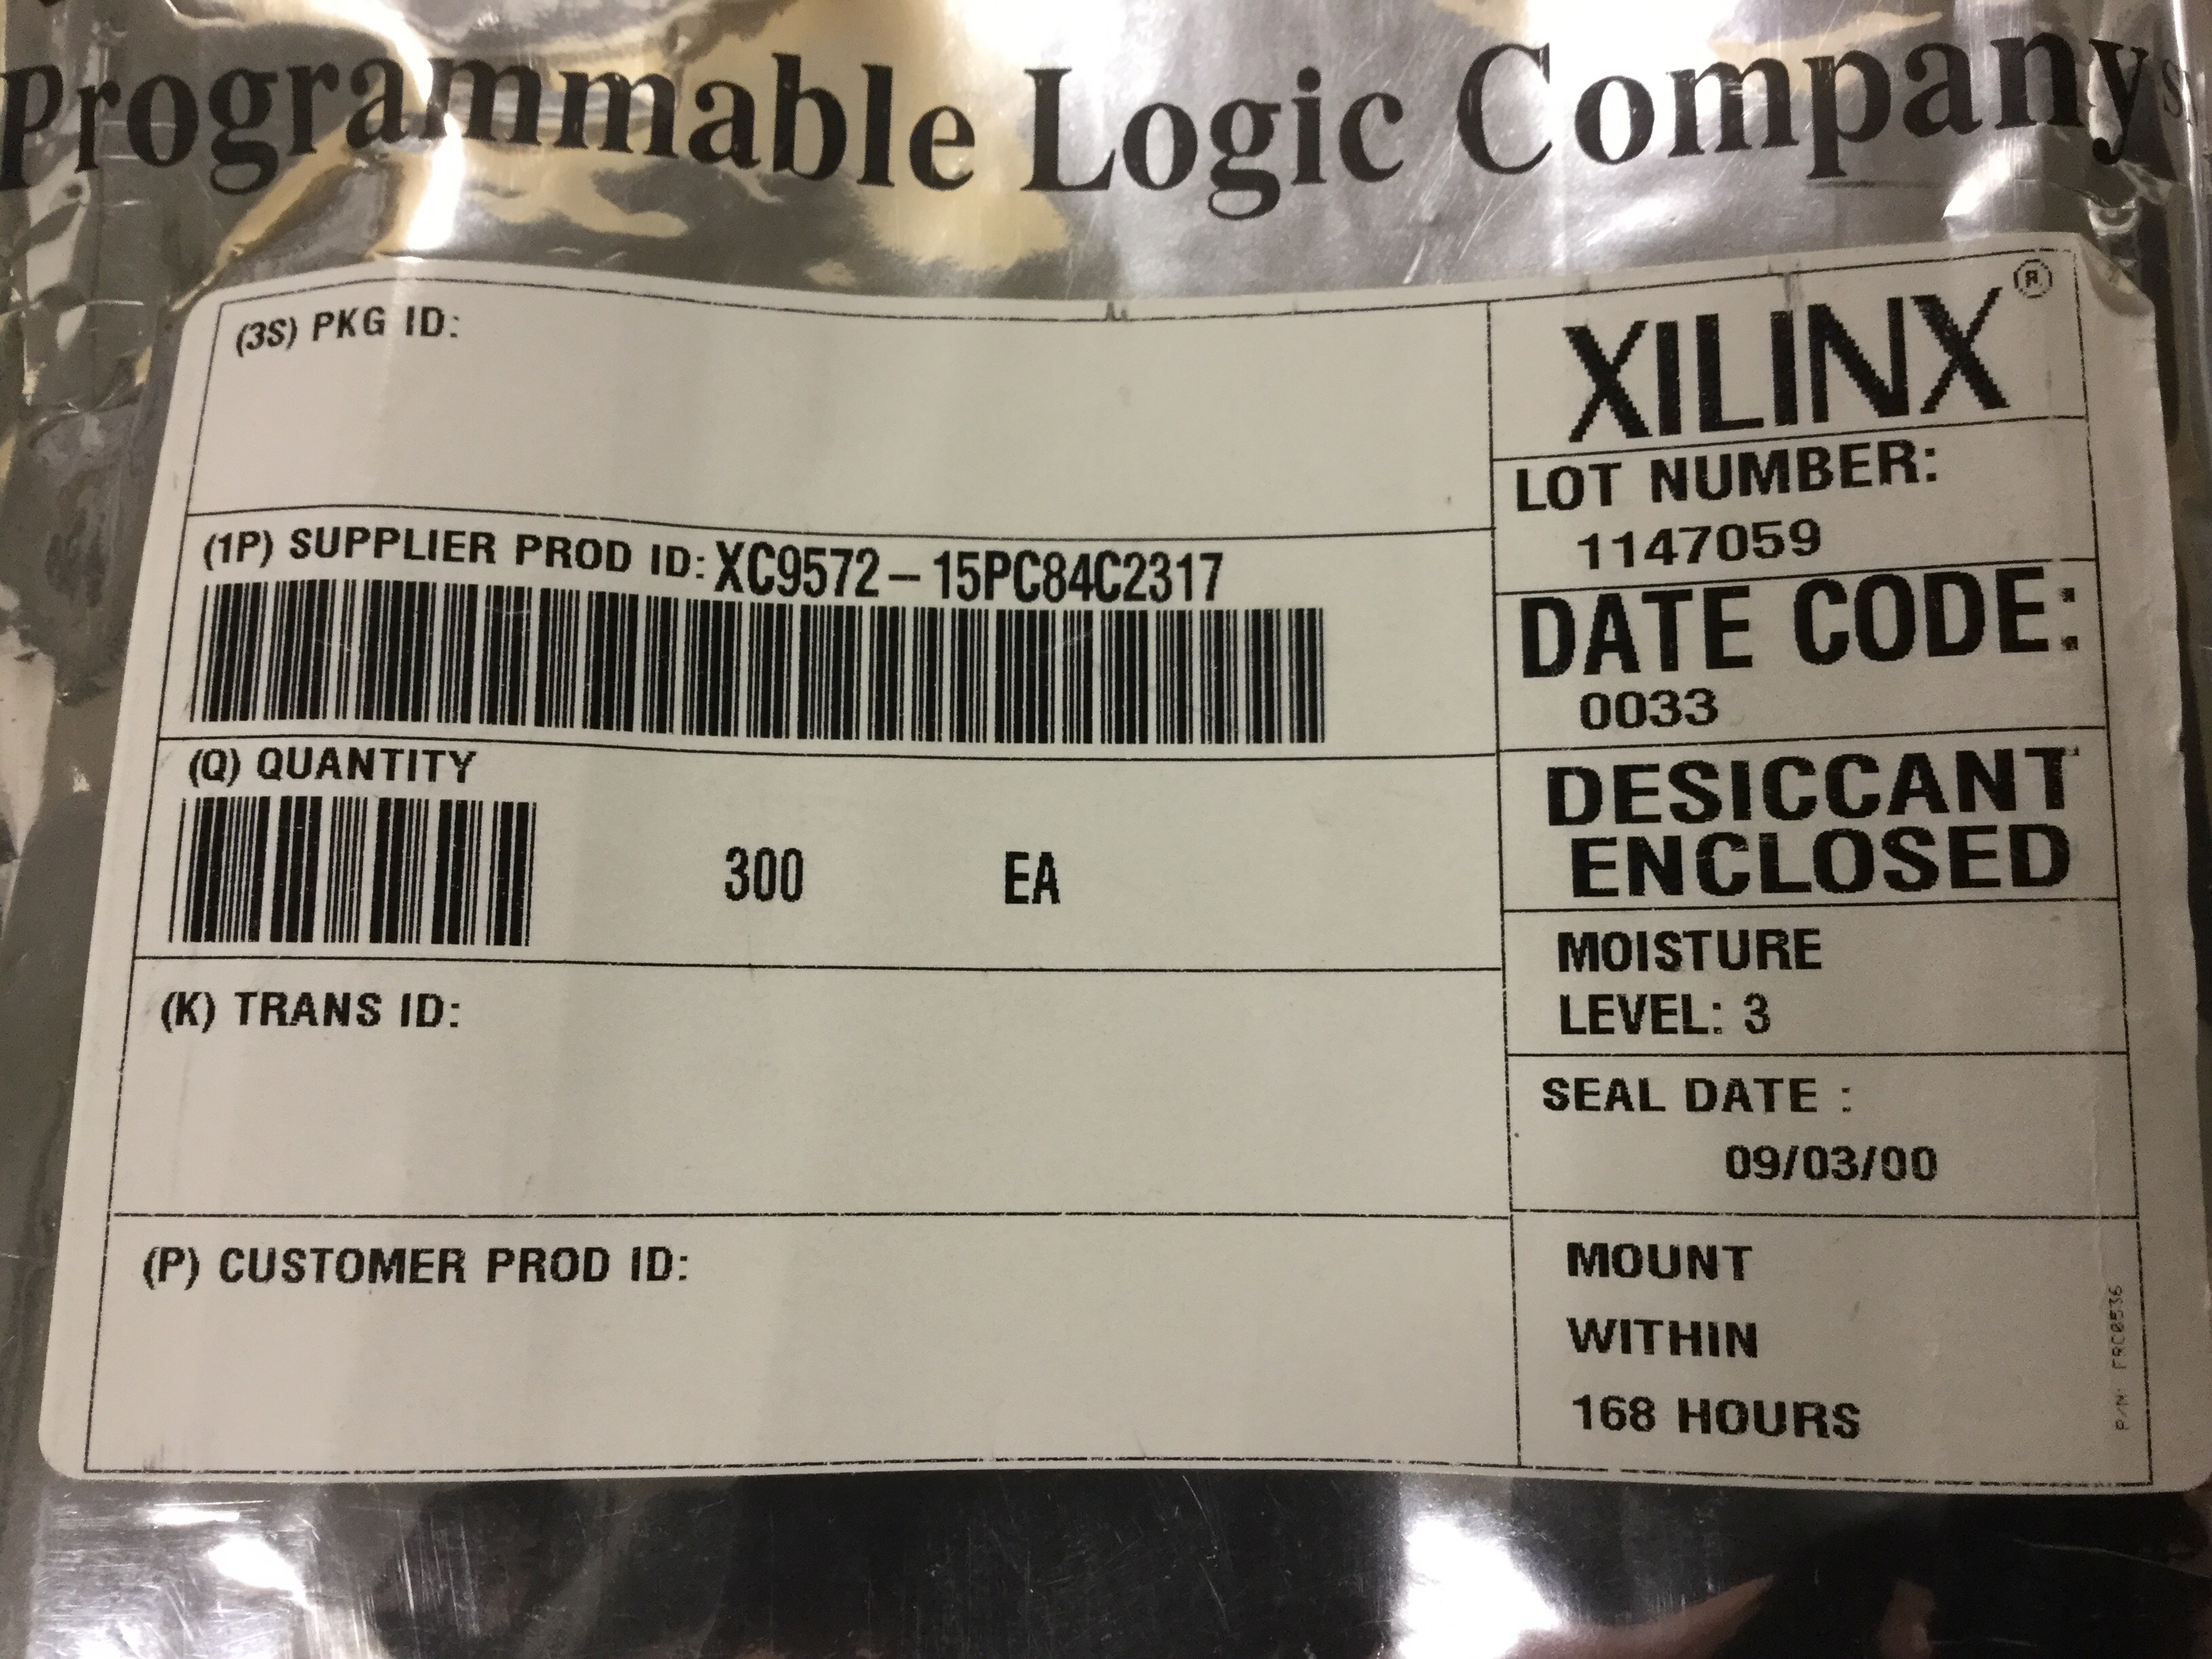 Programmable Logic Company
(3S) PKG ID:
(1P) SUPPLIER PROD ID: XC9572-15PC84C2317
(Q) QUANTITY
300 EA
(K) TRANS ID:
(P) CUSTOMER PROD ID:
XILINX®
LOT NUMBER:
1147059
DATE CODE:
0033
DESICCANT
ENCLOSED
MOISTURE
LEVEL: 3
SEAL DATE :
09/03/00
MOUNT
WITHIN
168 HOURS
P/N: FRC0536